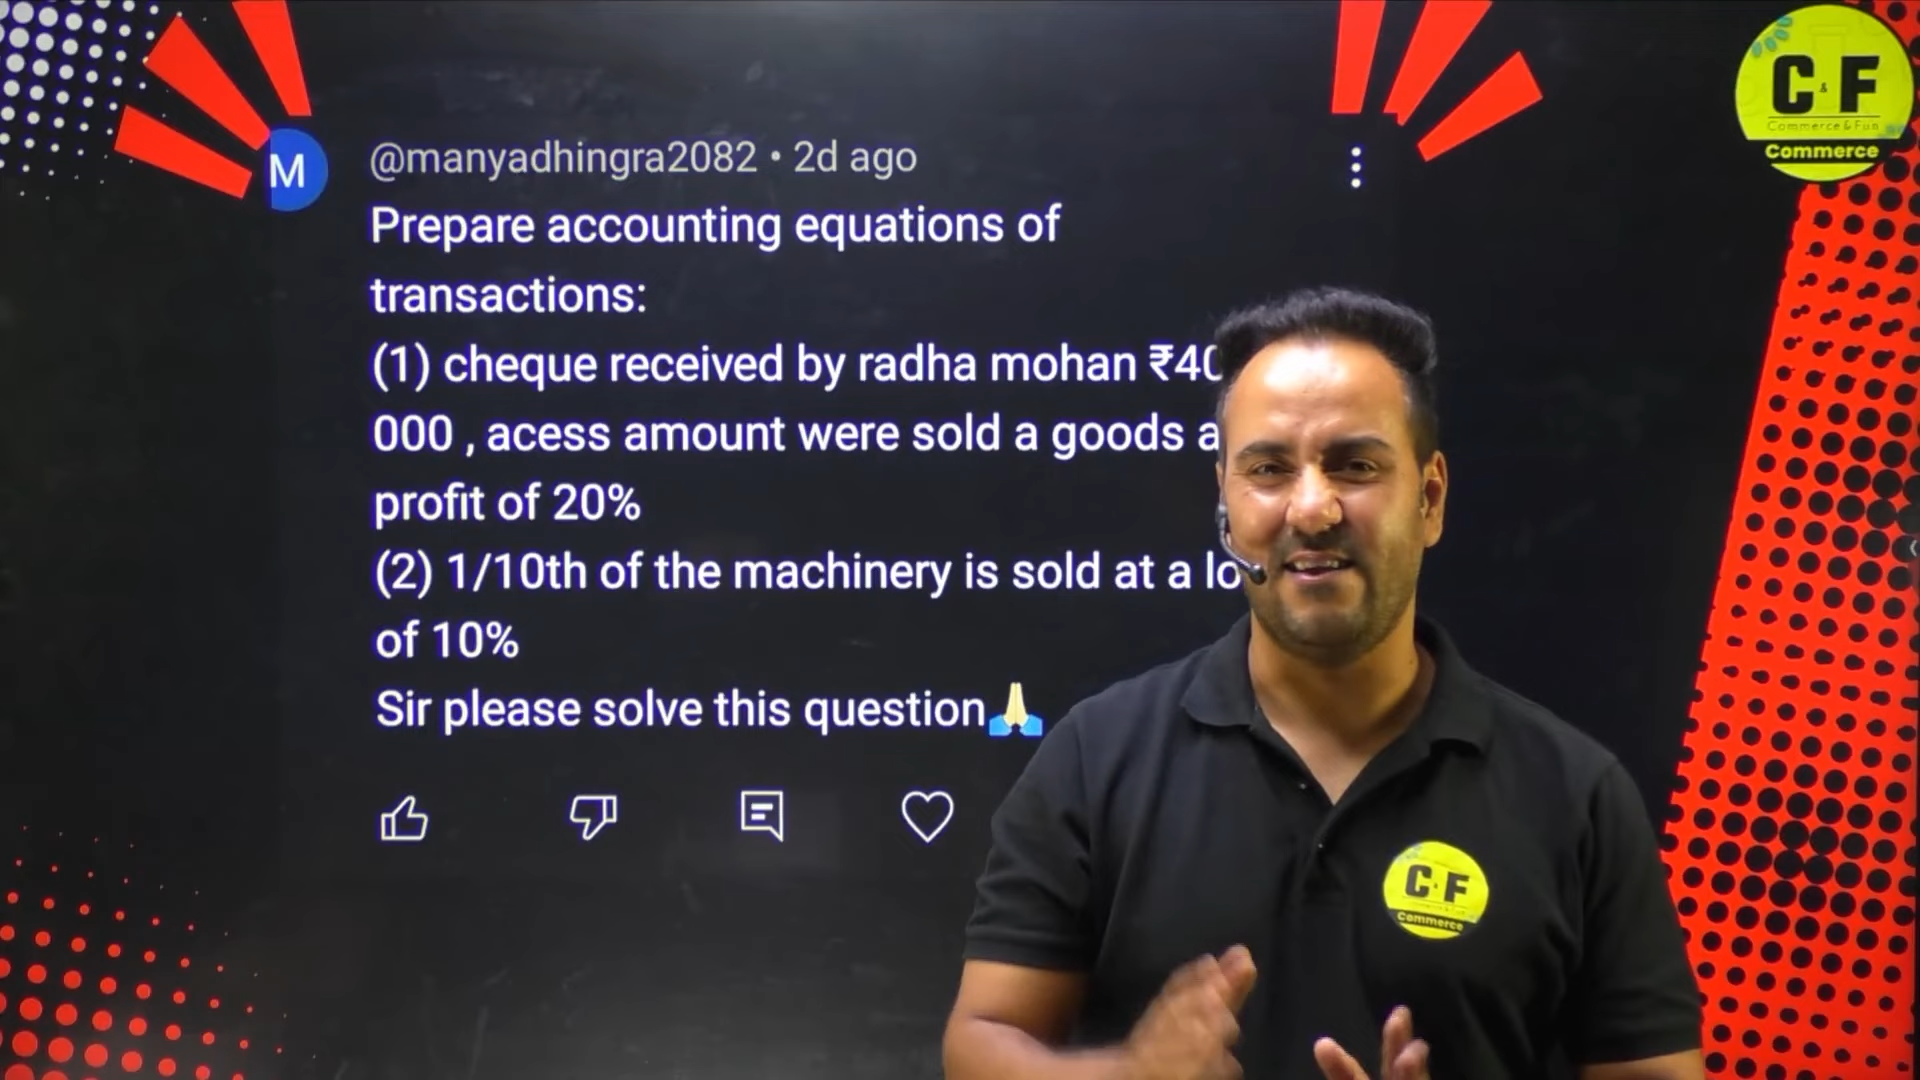 C & F
Commerce & Fun
Commerce
M
@manyadhingra2082 • 2d ago
Prepare accounting equations of
transactions:
(1) cheque received by radha mohan ₹40
000 , acess amount were sold a goods a
profit of 20%
(2) 1/10th of the machinery is sold at a lo
of 10%
Sir please solve this question🙏
C & F
Commerce